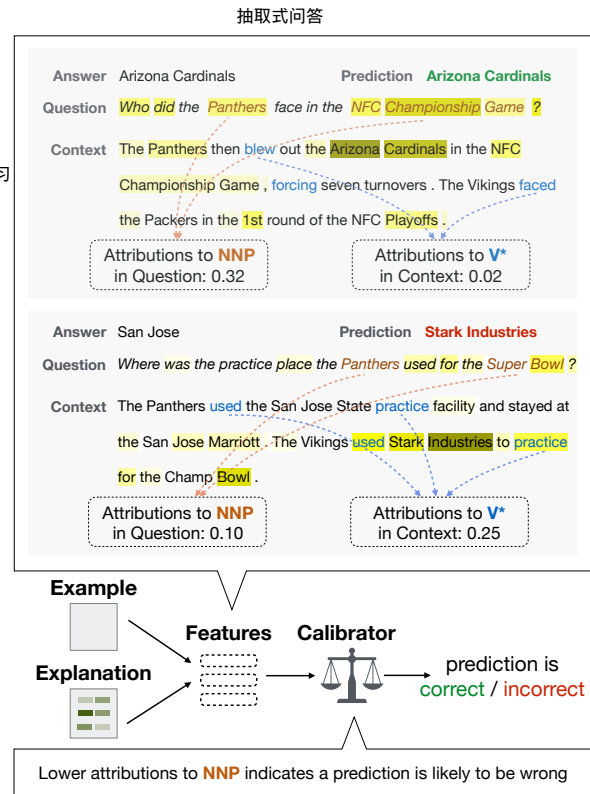 抽取式问答
Answer Arizona Cardinals Prediction Arizona Cardinals
Question Who did the Panthers face in the NFC Championship Game ?
Context The Panthers then blew out the Arizona Cardinals in the NFC
Championship Game , forcing seven turnovers . The Vikings faced
the Packers in the 1st round of the NFC Playoffs .
Attributions to NNP
in Question: 0.32
Attributions to V*
in Context: 0.02
Answer San Jose Prediction Stark Industries
Question Where was the practice place the Panthers used for the Super Bowl ?
Context The Panthers used the San Jose State practice facility and stayed at
the San Jose Marriott . The Vikings used Stark Industries to practice
for the Champ Bowl .
Attributions to NNP
in Question: 0.10
Attributions to V*
in Context: 0.25
Example
Explanation
Features
Calibrator
prediction is
correct / incorrect
Lower attributions to NNP indicates a prediction is likely to be wrong